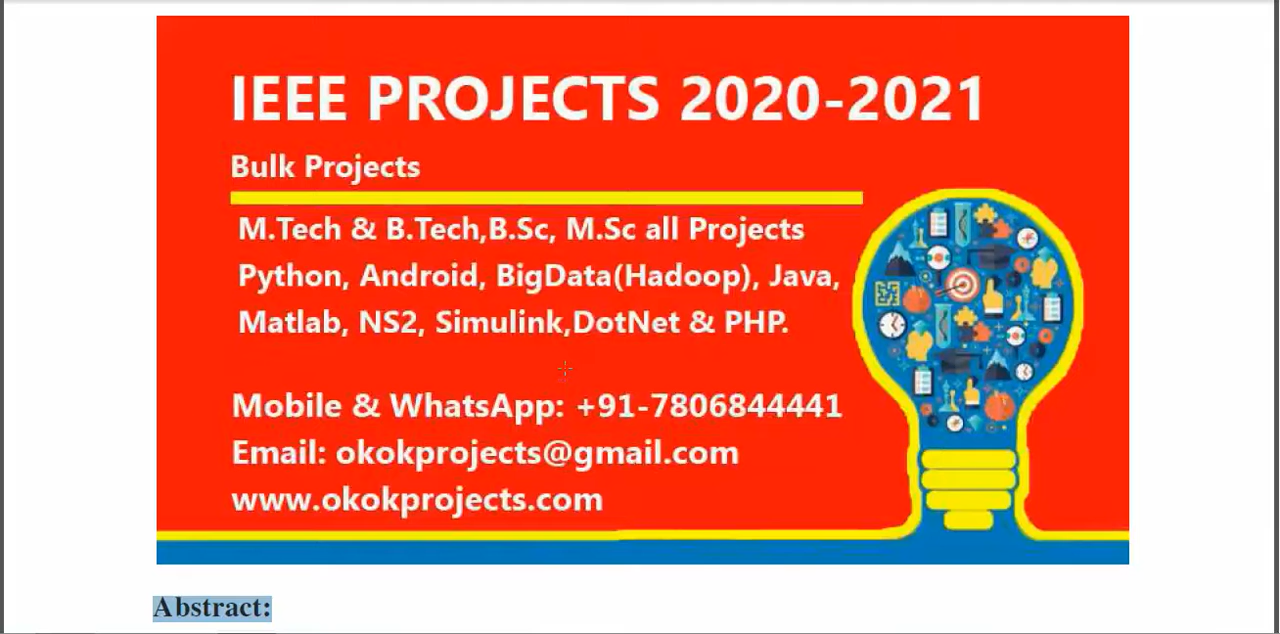 IEEE PROJECTS 2020-2021
Bulk Projects
M.Tech & B.Tech,B.Sc, M.Sc all Projects
Python, Android, BigData(Hadoop), Java,
Matlab, NS2, Simulink,DotNet & PHP.
Mobile & WhatsApp: +91-7806844441
Email: okokprojects@gmail.com
www.okokprojects.com
Abstract: